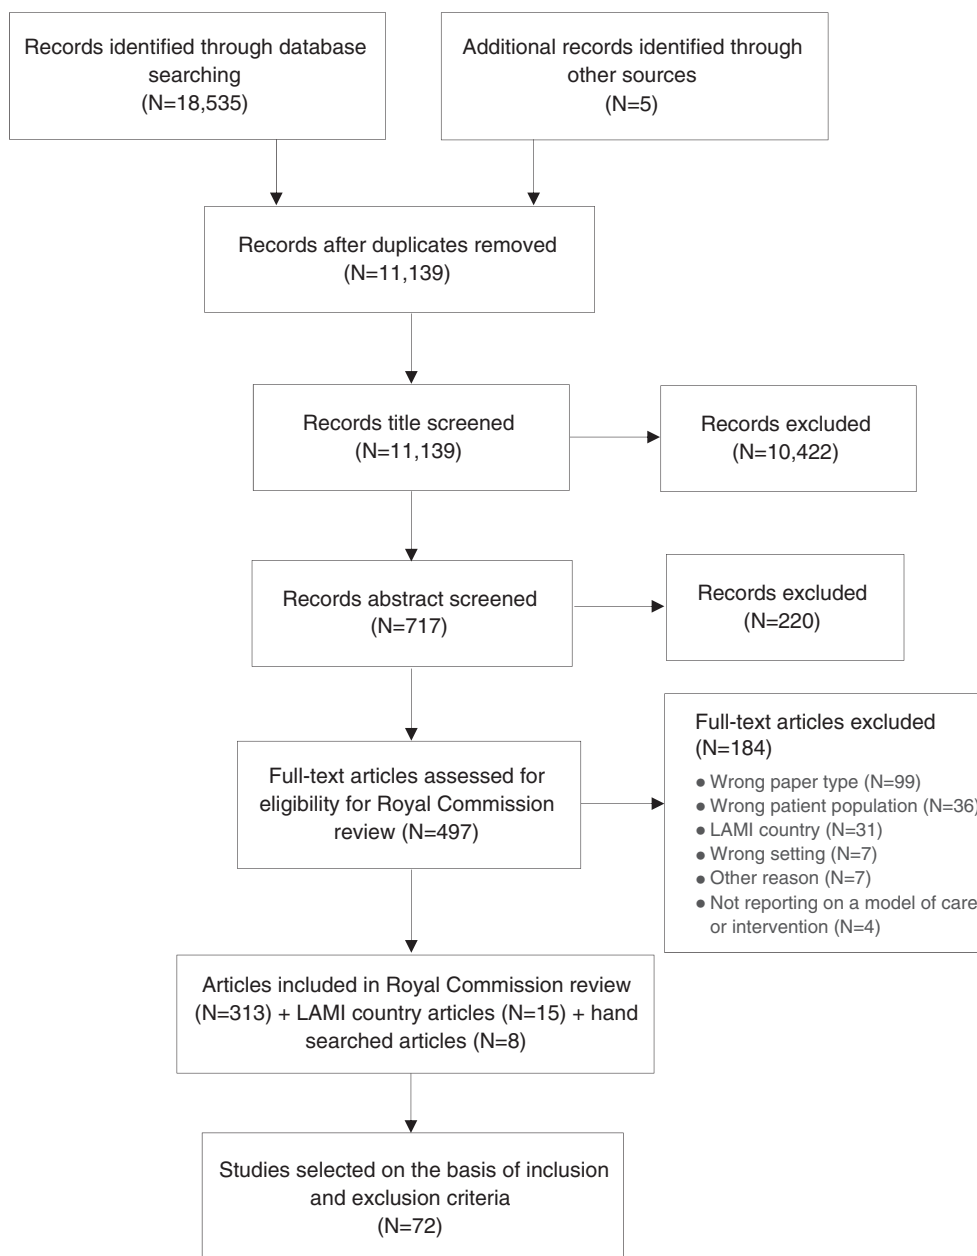 Records identified through database
searching
(N=18,535)
Additional records identified through
other sources
(N=5)
Records after duplicates removed
(N=11,139)
Records title screened
(N=11,139)
Records excluded
(N=10,422)
Records abstract screened
(N=717)
Records excluded
(N=220)
Full-text articles assessed for
eligibility for Royal Commission
review (N=497)
Full-text articles excluded
(N=184)
● Wrong paper type (N=99)
● Wrong patient population (N=36)
● LAMI country (N=31)
● Wrong setting (N=7)
● Other reason (N=7)
● Not reporting on a model of care
or intervention (N=4)
Articles included in Royal Commission review
(N=313) + LAMI country articles (N=15) + hand
searched articles (N=8)
Studies selected on the basis of inclusion
and exclusion criteria
(N=72)